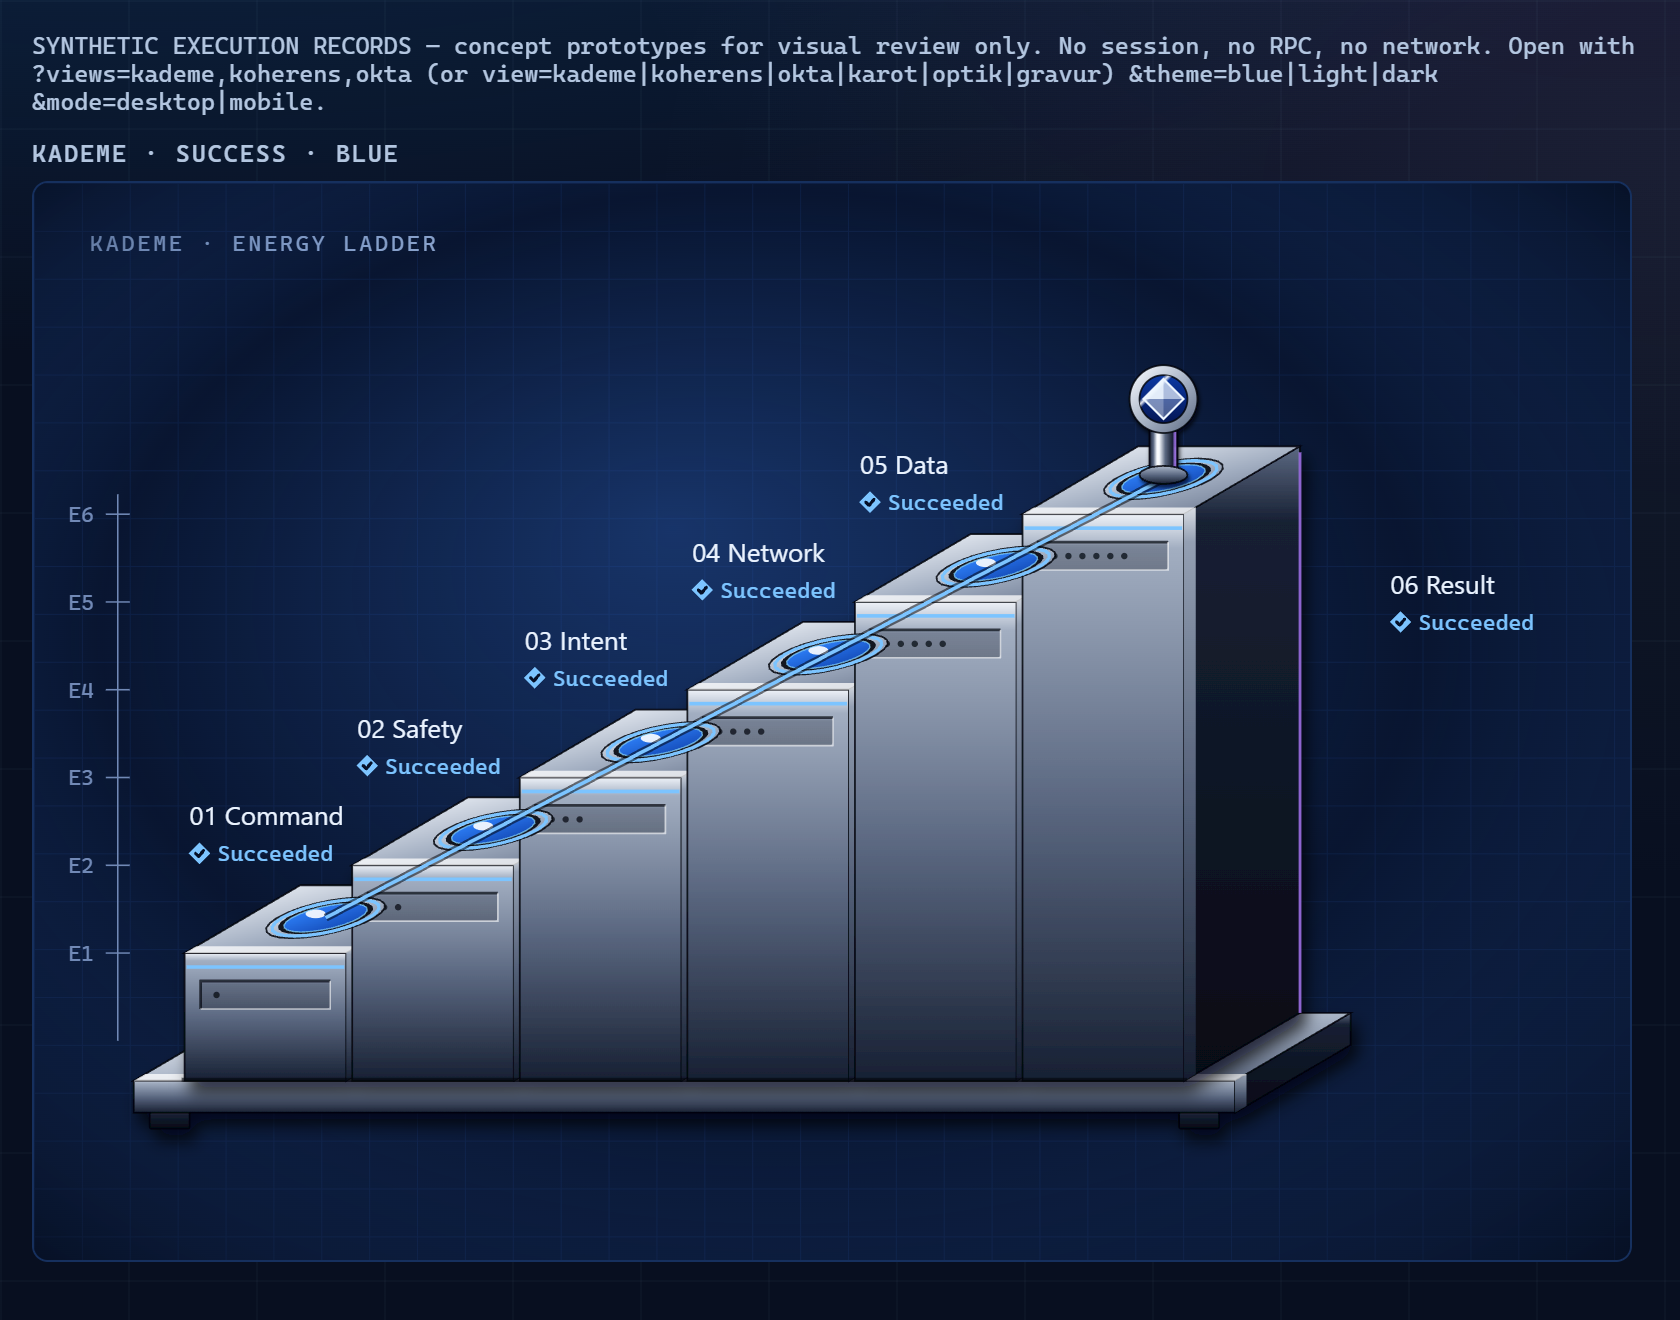 SYNTHETIC EXECUTION RECORDS — concept prototypes for visual review only. No session, no RPC, no network. Open with
?views=kademe,koherens,okta (or view=kademe|koherens|okta|karot|optik|gravur) &theme=blue|light|dark
&mode=desktop|mobile.
KADEME · SUCCESS · BLUE
KADEME · ENERGY LADDER
05 Data
Succeeded
E6
04 Network
Succeeded
06 Result
Succeeded
E5
03 Intent
Succeeded
E4
02 Safety
Succeeded
E3
01 Command
Succeeded
E2
E1